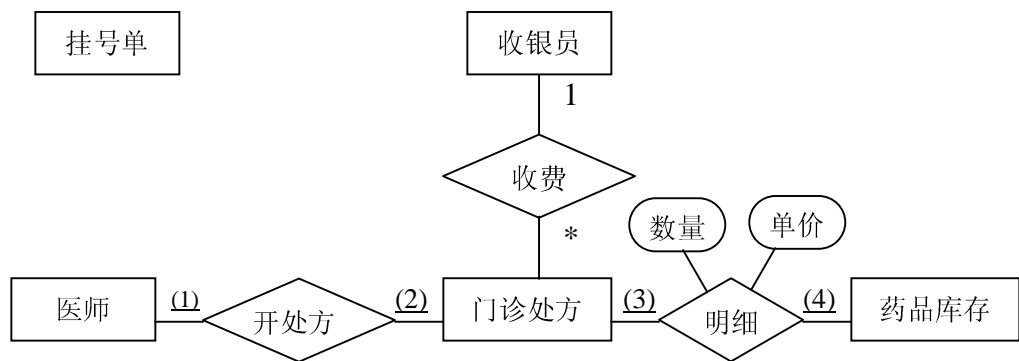 挂号单
收银员
1
收费
*
数量
单价
医师
(1)
开处方
(2)
门诊处方
(3)
明细
(4)
药品库存